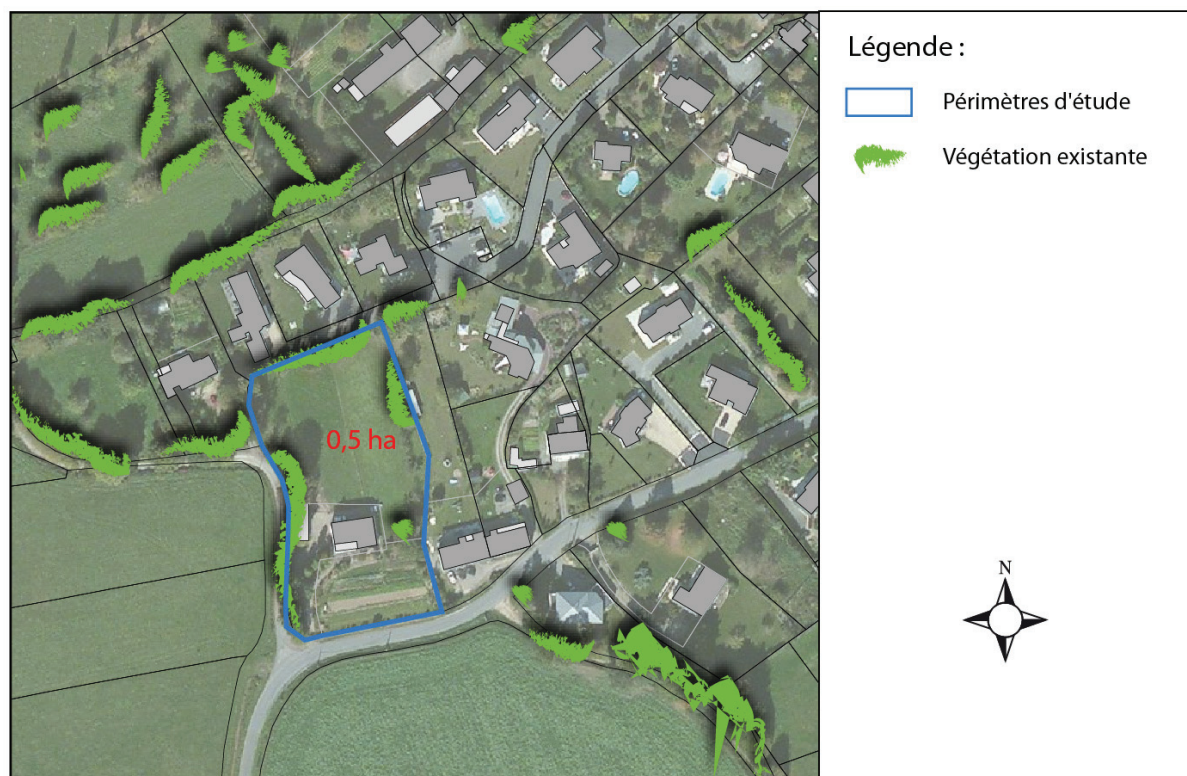 Légende :
Périmètres d'étude
Végétation existante
0,5 ha
N